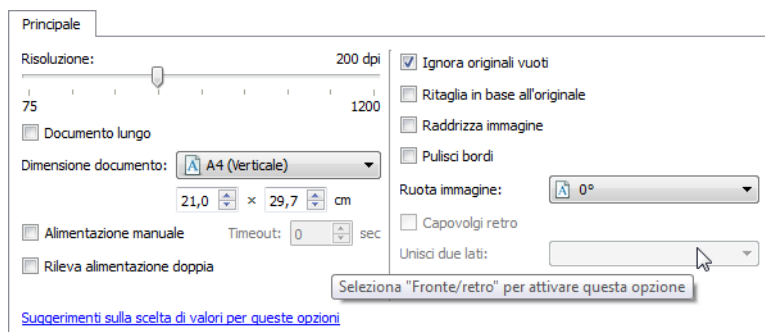 Principale
Risoluzione: 200 dpi
75 1200
Documento lungo
Dimensione documento: A4 (Verticale)
21,0 × 29,7 cm
Alimentazione manuale Timeout: 0 sec
Rileva alimentazione doppia
Suggerimenti sulla scelta di valori per queste opzioni
Ignora originali vuoti
Ritaglia in base all'originale
Raddrizza immagine
Pulisci bordi
Ruota immagine: A 0°
Capovolgi retro
Unisci due lati:
Seleziona "Fronte/retro" per attivare questa opzione